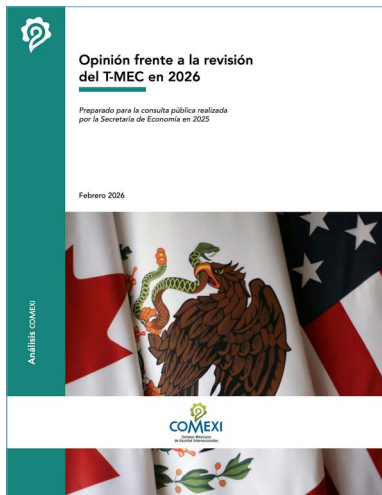 Opinión frente a la revisión
del T-MEC en 2026
Preparado para la consulta pública realizada
por la Secretaría de Economía en 2025
Febrero 2026
Análisis COMEXI
COMEXI
Consejo Mexicano
de Asuntos Internacionales